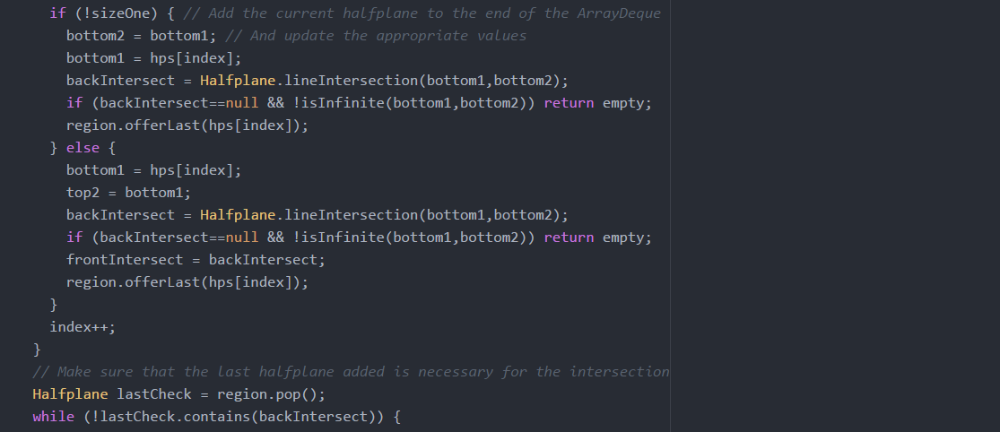 if (!sizeOne) { // Add the current halfplane to the end of the ArrayDeque
bottom2 = bottom1; // And update the appropriate values
bottom1 = hps[index];
backIntersect = Halfplane.lineIntersection(bottom1,bottom2);
if (backIntersect==null && !isInfinite(bottom1,bottom2)) return empty;
region.offerLast(hps[index]);
} else {
bottom1 = hps[index];
top2 = bottom1;
backIntersect = Halfplane.lineIntersection(bottom1,bottom2);
if (backIntersect==null && !isInfinite(bottom1,bottom2)) return empty;
frontIntersect = backIntersect;
region.offerLast(hps[index]);
}
index++;
}
// Make sure that the last halfplane added is necessary for the intersection
Halfplane lastCheck = region.pop();
while (!lastCheck.contains(backIntersect)) {